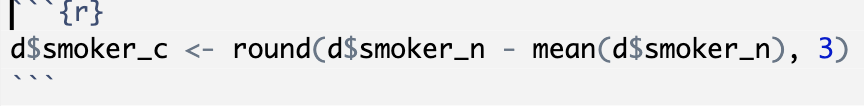 ```{r}
d$smoker_c <- round(d$smoker_n - mean(d$smoker_n), 3)
```